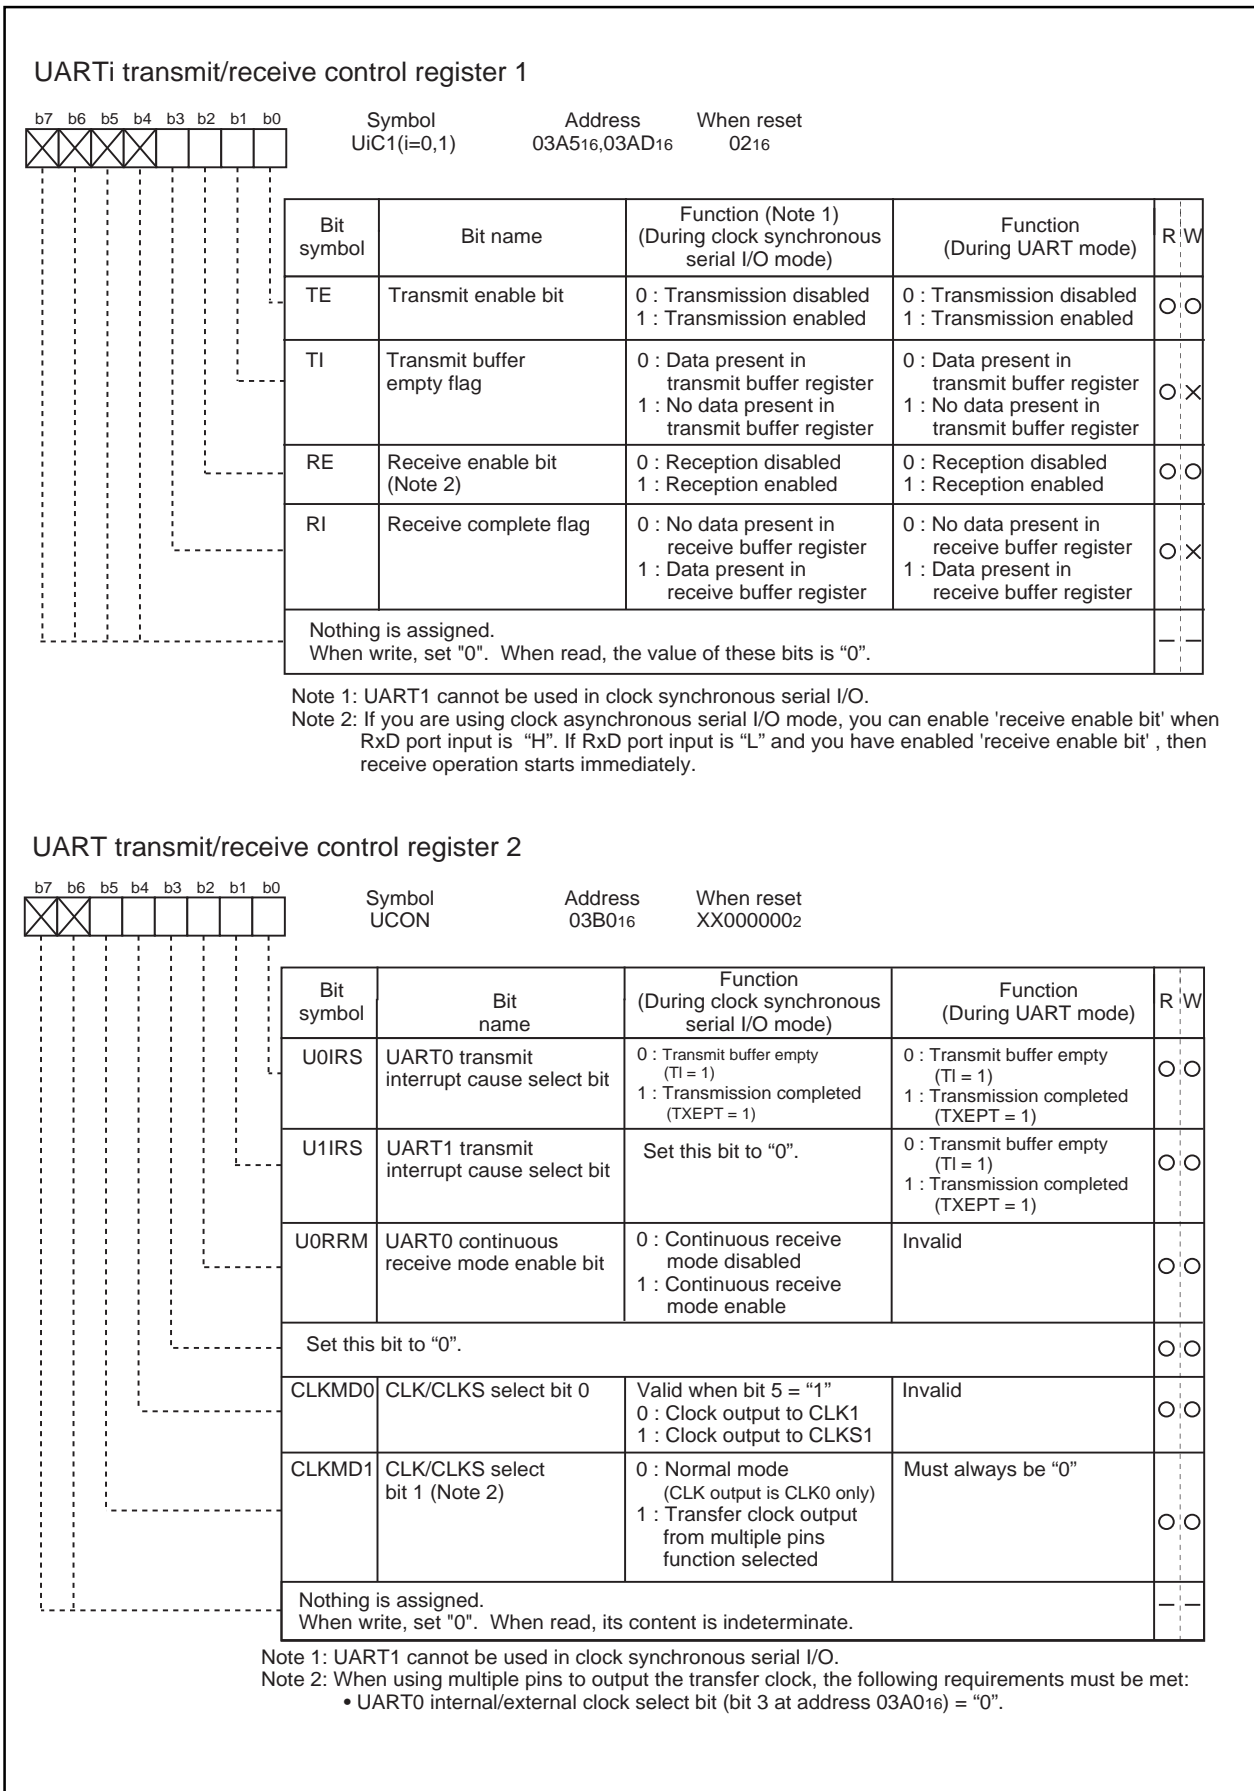 UARTi transmit/receive control register 1
b7 b6 b5 b4 b3 b2 b1 b0
Symbol Address When reset
UiC1(i=0,1) 03A516,03AD16 0216
Bit symbol
Bit name
Function (Note 1)
(During clock synchronous
serial I/O mode)
Function
(During UART mode)
R W
TE
Transmit enable bit
0 : Transmission disabled
1 : Transmission enabled
0 : Transmission disabled
1 : Transmission enabled
TI
Transmit buffer
empty flag
0 : Data present in
transmit buffer register
1 : No data present in
transmit buffer register
0 : Data present in
transmit buffer register
1 : No data present in
transmit buffer register
RE
Receive enable bit
(Note 2)
0 : Reception disabled
1 : Reception enabled
0 : Reception disabled
1 : Reception enabled
RI
Receive complete flag
0 : No data present in
receive buffer register
1 : Data present in
receive buffer register
0 : No data present in
receive buffer register
1 : Data present in
receive buffer register
Nothing is assigned.
When write, set "0". When read, the value of these bits is “0”.
Note 1: UART1 cannot be used in clock synchronous serial I/O.
Note 2: If you are using clock asynchronous serial I/O mode, you can enable 'receive enable bit' when
RxD port input is “H”. If RxD port input is “L” and you have enabled 'receive enable bit' , then
receive operation starts immediately.
UART transmit/receive control register 2
b7 b6 b5 b4 b3 b2 b1 b0
Symbol Address When reset
UCON 03B016 XX0000002
Bit
symbol
Bit
name
Function
(During clock synchronous
serial I/O mode)
Function
(During UART mode)
R W
U0IRS
UART0 transmit
interrupt cause select bit
0 : Transmit buffer empty
(TI = 1)
1 : Transmission completed
(TXEPT = 1)
0 : Transmit buffer empty
(TI = 1)
1 : Transmission completed
(TXEPT = 1)
U1IRS
UART1 transmit
interrupt cause select bit
Set this bit to “0”.
0 : Transmit buffer empty
(TI = 1)
1 : Transmission completed
(TXEPT = 1)
U0RRM
UART0 continuous
receive mode enable bit
0 : Continuous receive
mode disabled
1 : Continuous receive
mode enable
Invalid
Set this bit to “0”.
CLKMD0
CLK/CLKS select bit 0
Valid when bit 5 = “1”
0 : Clock output to CLK1
1 : Clock output to CLKS1
Invalid
CLKMD1
CLK/CLKS select
bit 1 (Note 2)
0 : Normal mode
(CLK output is CLK0 only)
1 : Transfer clock output
from multiple pins
function selected
Must always be “0”
Nothing is assigned.
When write, set "0". When read, its content is indeterminate.
Note 1: UART1 cannot be used in clock synchronous serial I/O.
Note 2: When using multiple pins to output the transfer clock, the following requirements must be met:
• UART0 internal/external clock select bit (bit 3 at address 03A016) = “0”.